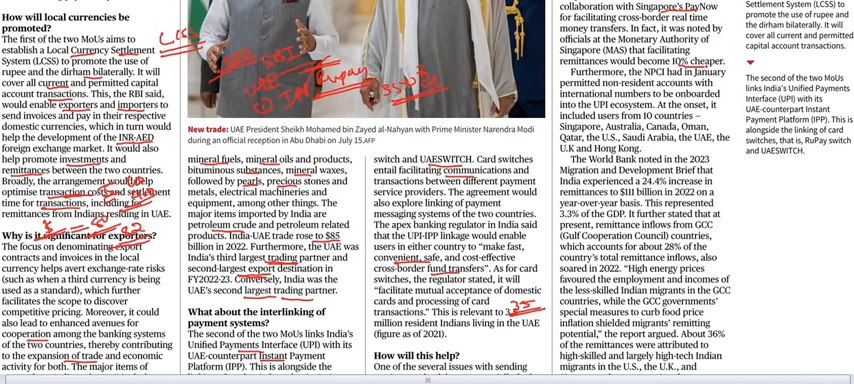 How will local currencies be
promoted?
The first of the two MoUs aims to
establish a Local Currency Settlement
System (LCSS) to promote the use of
rupee and the dirham bilaterally. It will
cover all current and permitted capital
account transactions. This, the RBI said,
would enable exporters and importers to
send invoices and pay in their respective
domestic currencies, which in turn would
help the development of the INR-AED
foreign exchange market. It would also
help promote investments and
remittances between the two countries.
Broadly, the arrangement would help
optimise transaction costs and settlement
time for transactions, including for
remittances from Indians residing in UAE.
Why is it significant for exporters?
The focus on denominating export
contracts and invoices in the local
currency helps avert exchange-rate risks
(such as when a third currency is being
used as a standard), which further
facilitates the scope to discover
competitive pricing. Moreover, it could
also lead to enhanced avenues for
cooperation among the banking systems
of the two countries, thereby contributing
to the expansion of trade and economic
activity for both. The major items of
LCSS
SBI
UAE
Rupay
New trade: UAE President Sheikh Mohamed bin Zayed al-Nahyan with Prime Minister Narendra Modi
during an official reception in Abu Dhabi on July 15. AFP
mineral fuels, mineral oils and products,
bituminous substances, mineral waxes,
followed by pearls, precious stones and
metals, electrical machineries and
equipment, among other things. The
major items imported by India are
petroleum crude and petroleum related
products. India-UAE trade rose to $85
billion in 2022. Furthermore, the UAE was
India's third largest trading partner and
second-largest export destination in
FY2022-23. Conversely, India was the
UAE's second largest trading partner.
What about the interlinking of
payment systems?
The second of the two MoUs links India's
Unified Payments Interface (UPI) with its
UAE-counterpart Instant Payment
Platform (IPP). This is alongside the
switch and UAESWITCH. Card switches
entail facilitating communications and
transactions between different payment
service providers. The agreement would
also explore linking of payment
messaging systems of the two countries.
The apex banking regulator in India said
that the UPI-IPP linkage would enable
users in either country to "make fast,
convenient, safe, and cost-effective
cross-border fund transfers". As for card
switches, the regulator stated, it will
"facilitate mutual acceptance of domestic
cards and processing of card
transactions." This is relevant to 3.35
million resident Indians living in the UAE
(figure as of 2021).
How will this help?
One of the several issues with sending
collaboration with Singapore's PayNow
for facilitating cross-border real time
money transfers. In fact, it was noted by
officials at the Monetary Authority of
Singapore (MAS) that facilitating
remittances would become 10% cheaper.
Furthermore, the NPCI had in January
permitted non-resident accounts with
international numbers to be onboarded
into the UPI ecosystem. At the onset, it
included users from 10 countries –
Singapore, Australia, Canada, Oman,
Qatar, the U.S., Saudi Arabia, the UAE, the
U.K and Hong Kong.
The World Bank noted in the 2023
Migration and Development Brief that
India experienced a 24.4% increase in
remittances to $111 billion in 2022 on a
year-over-year basis. This represented
3.3% of the GDP. It further stated that at
present, remittance inflows from GCC
(Gulf Cooperation Council) countries,
which accounts for about 28% of the
country's total remittance inflows, also
soared in 2022. "High energy prices
favoured the employment and incomes of
the less-skilled Indian migrants in the GCC
countries, while the GCC governments'
special measures to curb food price
inflation shielded migrants' remitting
potential," the report argued. About 36%
of the remittances were attributed to
high-skilled and largely high-tech Indian
migrants in the U.S., the U.K., and
Settlement System (LCSS) to
promote the use of rupee and
the dirham bilaterally. It will
cover all current and permitted
capital account transactions.
The second of the two MoUs
links India's Unified Payments
Interface (UPI) with its
UAE-counterpart Instant
Payment Platform (IPP). This is
alongside the linking of card
switches, that is, RuPay switch
and UAESWITCH.